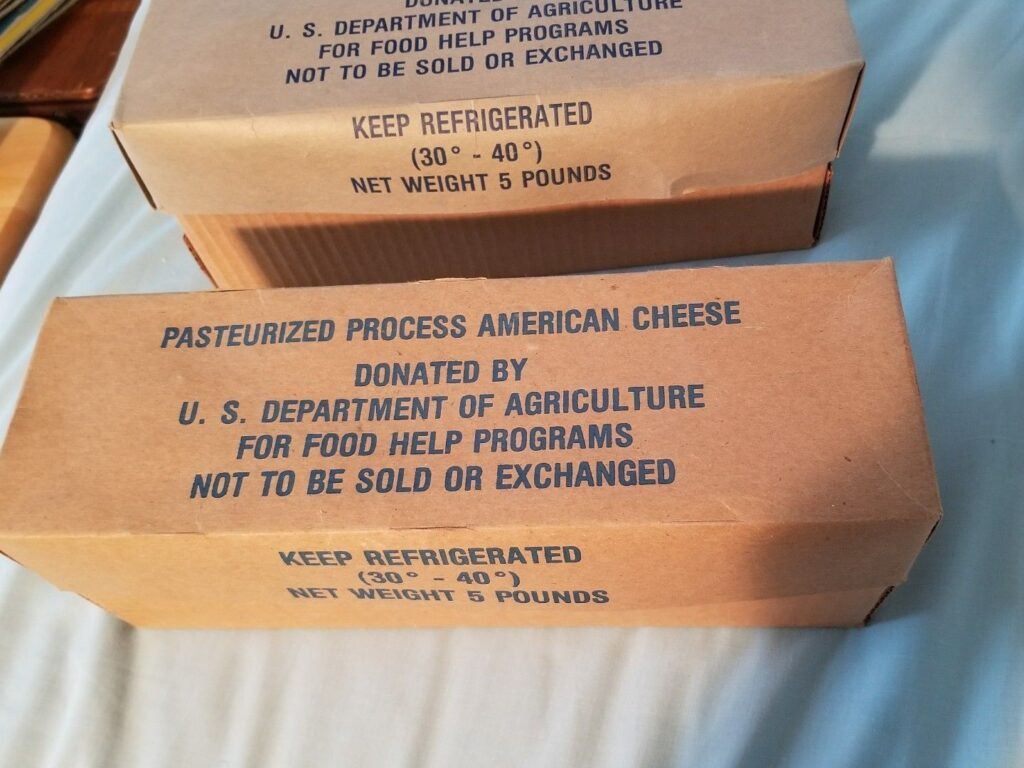 DONATED
U. S. DEPARTMENT OF AGRICULTURE
FOR FOOD HELP PROGRAMS
NOT TO BE SOLD OR EXCHANGED
KEEP REFRIGERATED
(30° - 40°)
NET WEIGHT 5 POUNDS
PASTEURIZED PROCESS AMERICAN CHEESE
DONATED BY
U. S. DEPARTMENT OF AGRICULTURE
FOR FOOD HELP PROGRAMS
NOT TO BE SOLD OR EXCHANGED
KEEP REFRIGERATED
(30° - 40°)
NET WEIGHT 5 POUNDS